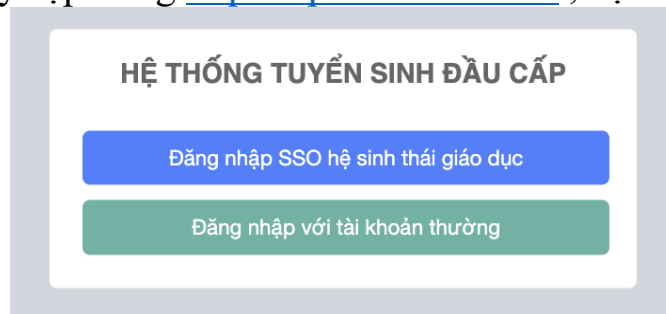 HỆ THỐNG TUYỂN SINH ĐẦU CẤP
Đăng nhập SSO hệ sinh thái giáo dục
Đăng nhập với tài khoản thường